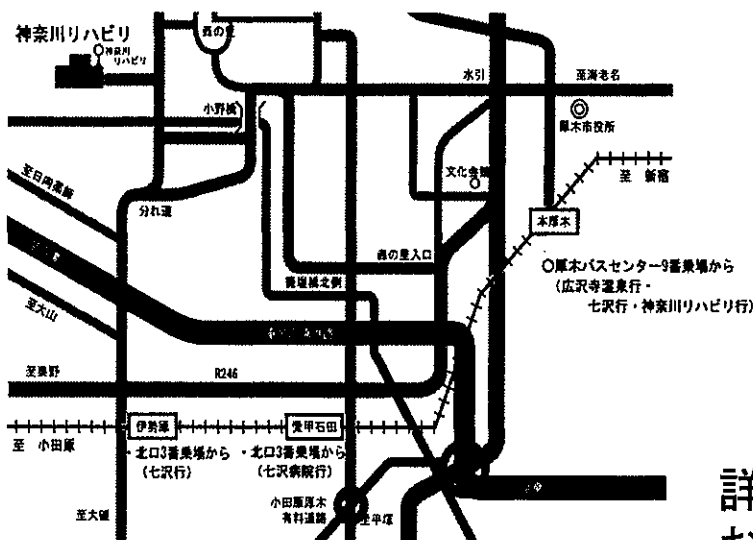 神奈川リハビリ
神奈川
リハビリ
森の里
水引
至海老名
小野橋
厚木市役所
至日向薬師
文化会館
至 新宿
分れ道
本厚木
森の里入口
○厚木バスセンター9番乗場から
(広沢寺温泉行・
七沢行・神奈川リハビリ行)
至大山
至秦野
R246
伊勢原
愛甲石田
至 小田原
・北口3番乗場から
(七沢行)
・北口3番乗場から
(七沢病院行)
小田原厚木
有料道路
至平塚
至大磯
詳